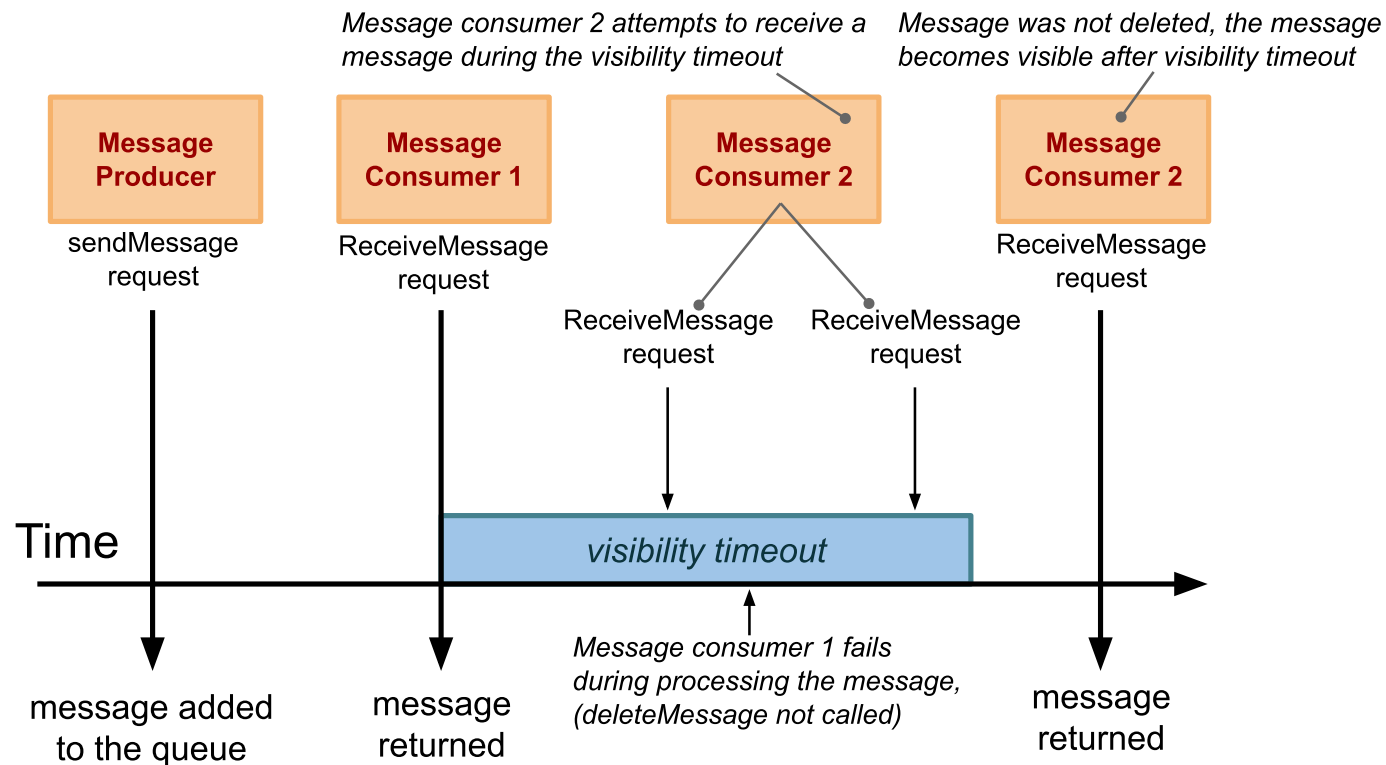 Message consumer 2 attempts to receive a
message during the visibility timeout
Message was not deleted, the message
becomes visible after visibility timeout
Message
Producer
Message
Consumer 1
Message
Consumer 2
Message
Consumer 2
sendMessage
request
ReceiveMessage
request
ReceiveMessage
request
ReceiveMessage
request
ReceiveMessage
request
Time
visibility timeout
message added
to the queue
message
returned
Message consumer 1 fails
during processing the message,
(deleteMessage not called)
message
returned